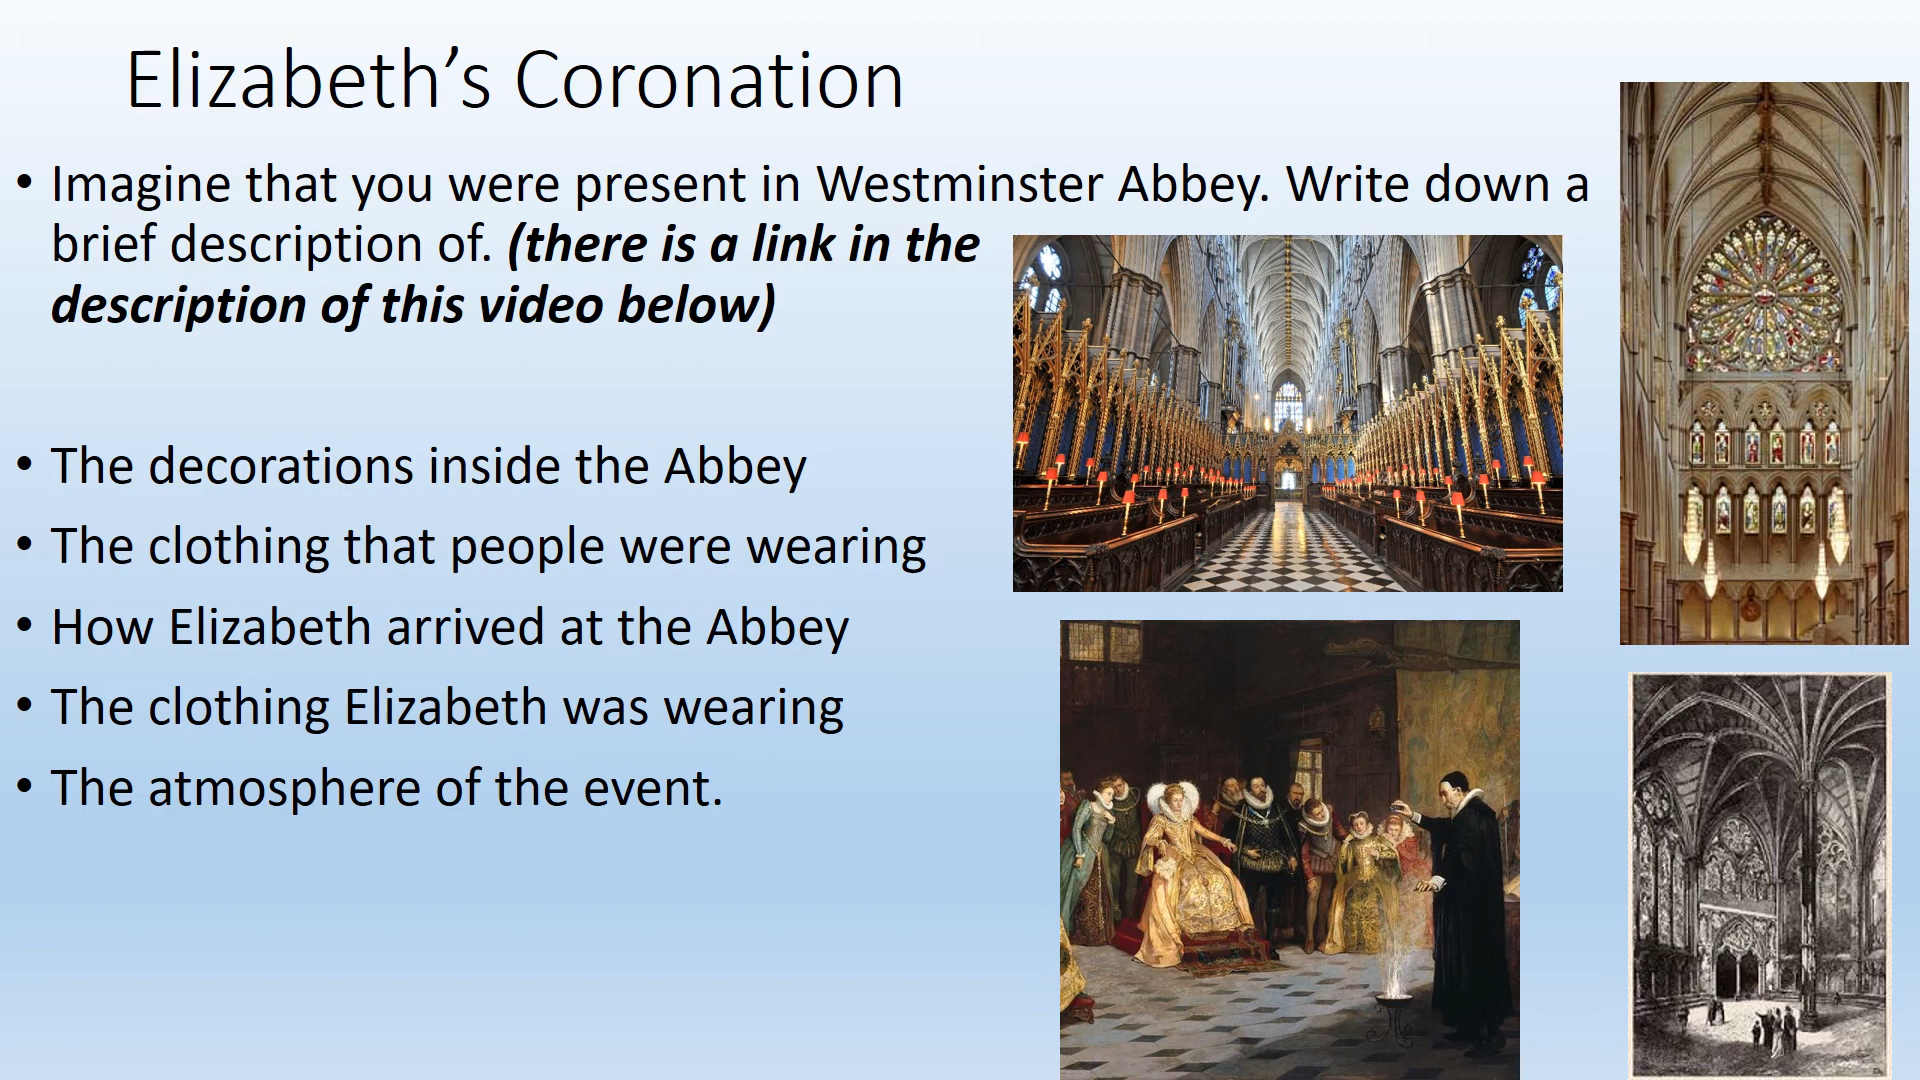 Elizabeth’s Coronation
• Imagine that you were present in Westminster Abbey. Write down a
brief description of. (there is a link in the
description of this video below)
• The decorations inside the Abbey
• The clothing that people were wearing
• How Elizabeth arrived at the Abbey
• The clothing Elizabeth was wearing
• The atmosphere of the event.